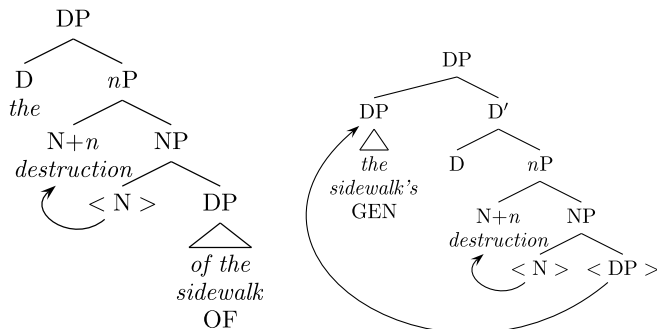 DP
D
nP
the
N+n
NP
destruction
< N >
DP
of the
sidewalk
OF
DP
DP
D′
the
sidewalk's
GEN
D
nP
N+n
NP
destruction
< N >
< DP >